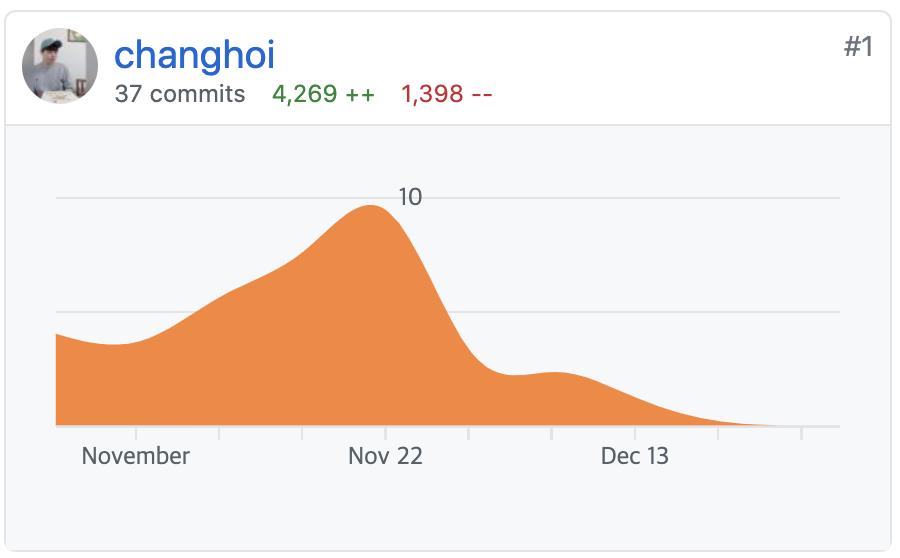 changhoi
#1
37 commits 4,269 ++ 1,398 --
10
November Nov 22 Dec 13